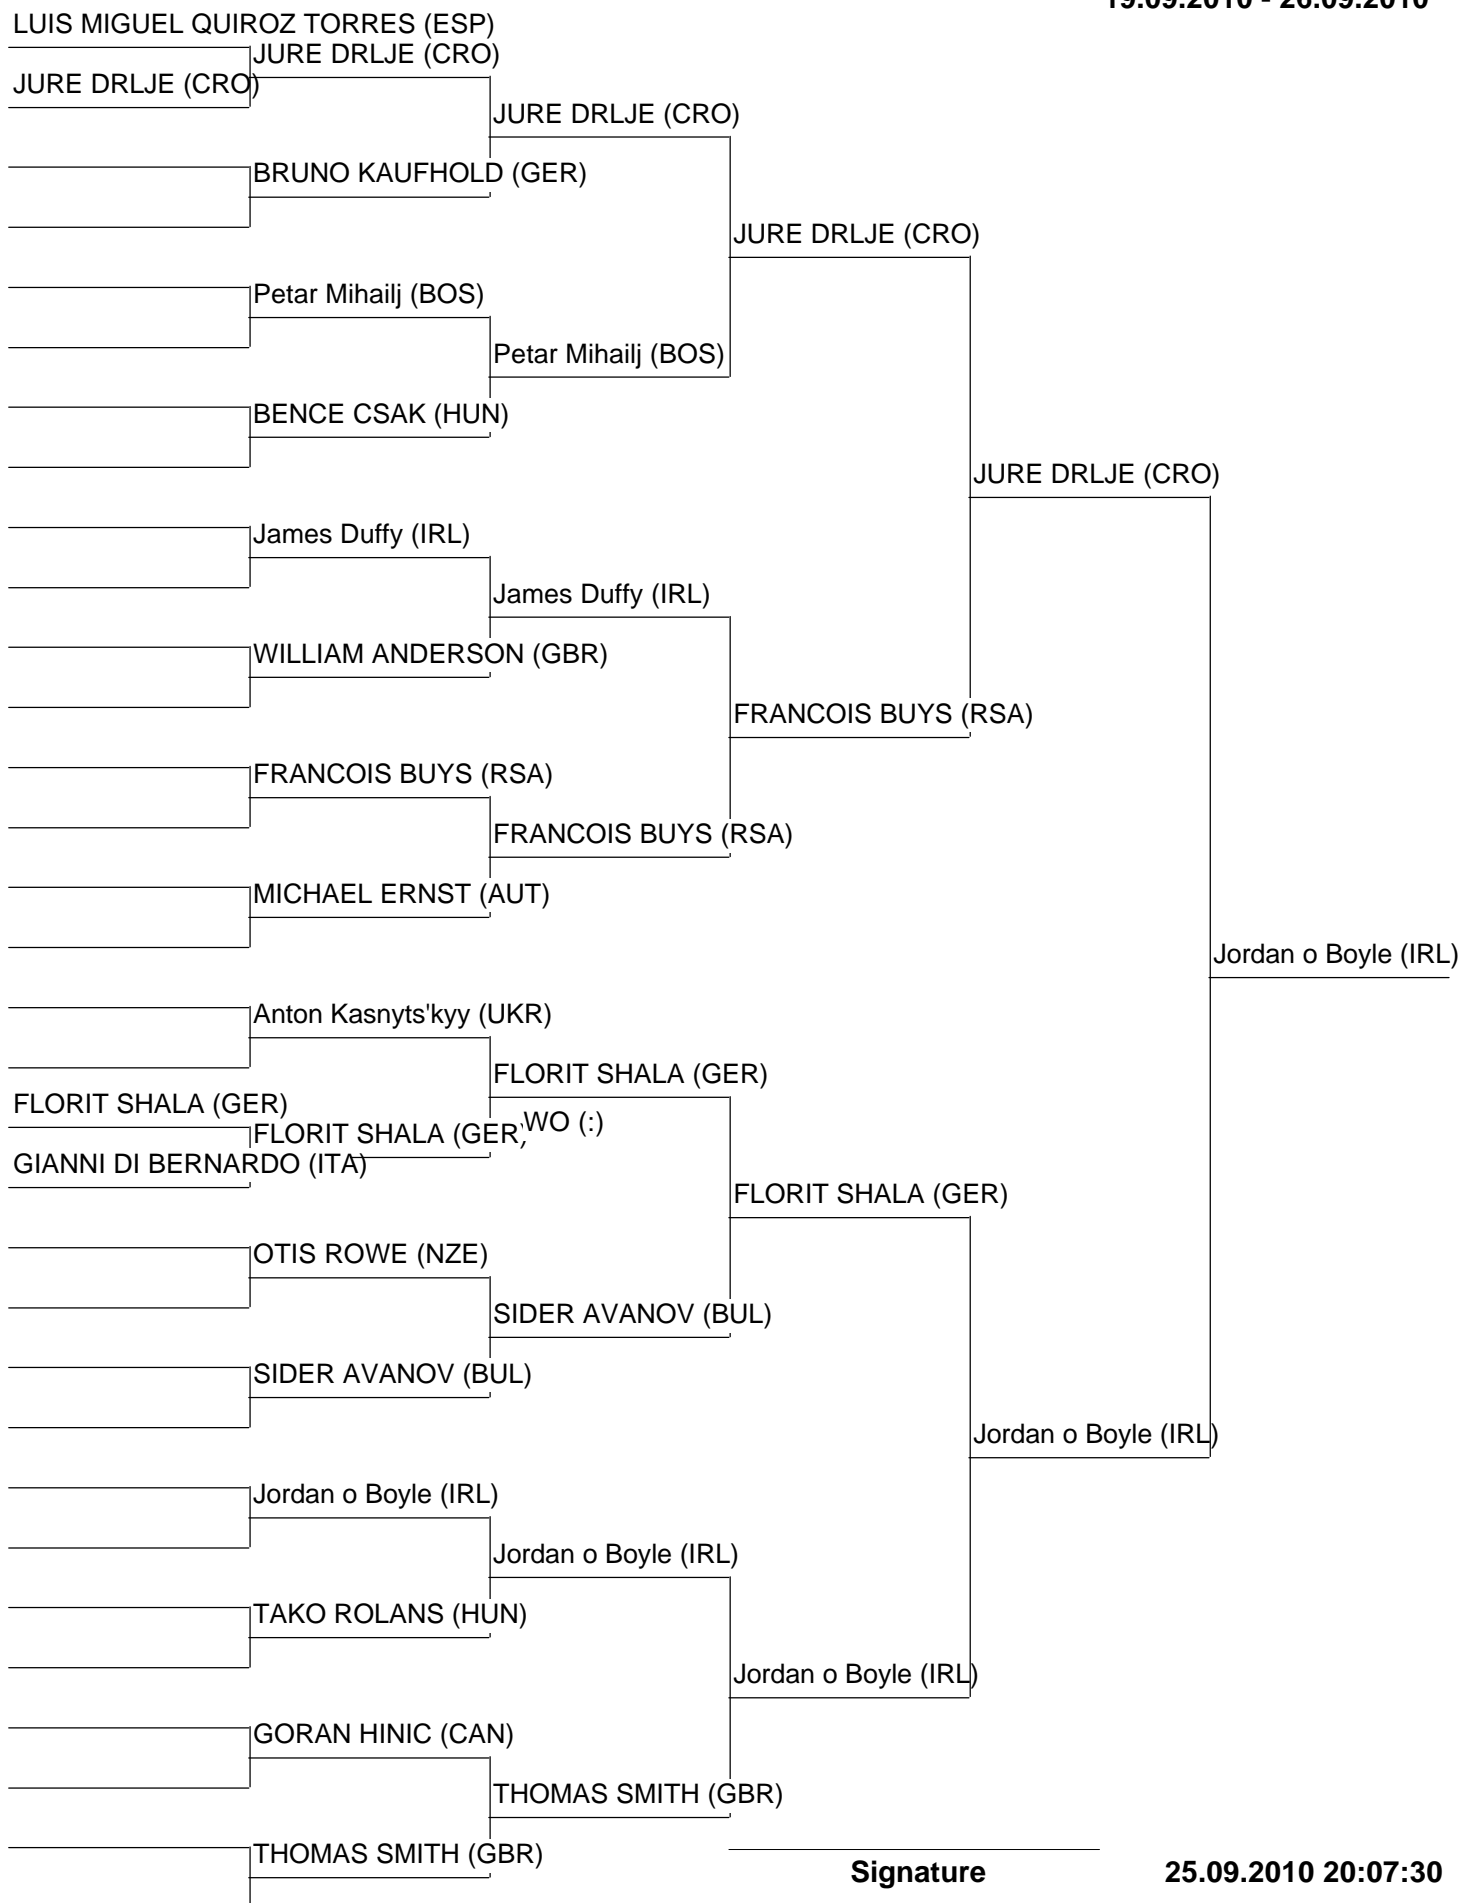 19.09.2010 - 26.09.2010
LUIS MIGUEL QUIROZ TORRES (ESP)
JURE DRLJE (CRO)
JURE DRLJE (CRO)
JURE DRLJE (CRO)
BRUNO KAUFHOLD (GER)
JURE DRLJE (CRO)
Petar Mihailj (BOS)
Petar Mihailj (BOS)
BENCE CSAK (HUN)
JURE DRLJE (CRO)
James Duffy (IRL)
James Duffy (IRL)
WILLIAM ANDERSON (GBR)
FRANCOIS BUYS (RSA)
FRANCOIS BUYS (RSA)
FRANCOIS BUYS (RSA)
MICHAEL ERNST (AUT)
Jordan o Boyle (IRL)
Anton Kasnyts'kyy (UKR)
FLORIT SHALA (GER)
FLORIT SHALA (GER)
WO (:)
FLORIT SHALA (GER)
GIANNI DI BERNARDO (ITA)
FLORIT SHALA (GER)
OTIS ROWE (NZE)
SIDER AVANOV (BUL)
SIDER AVANOV (BUL)
Jordan o Boyle (IRL)
Jordan o Boyle (IRL)
Jordan o Boyle (IRL)
TAKO ROLANS (HUN)
Jordan o Boyle (IRL)
GORAN HINIC (CAN)
THOMAS SMITH (GBR)
THOMAS SMITH (GBR)
Signature 25.09.2010 20:07:30